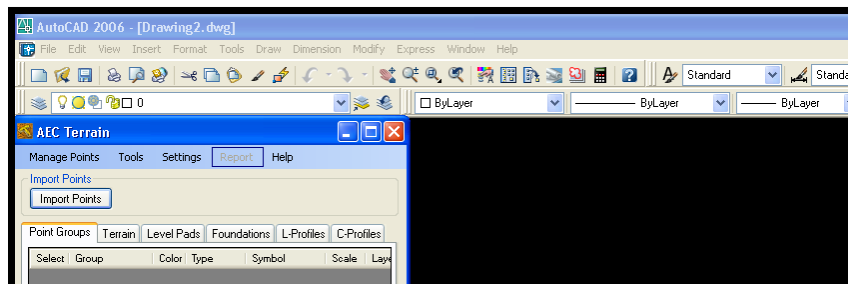 AutoCAD 2006 - [Drawing2.dwg]
File Edit View Insert Format Tools Draw Dimension Modify Express Window Help
Standard Standa
0 ByLayer ByLayer ByLayer
AEC Terrain
Manage Points Tools Settings Report Help
Import Points
Import Points
Point Groups Terrain Level Pads Foundations L-Profiles C-Profiles
Select Group Color Type Symbol Scale Laye